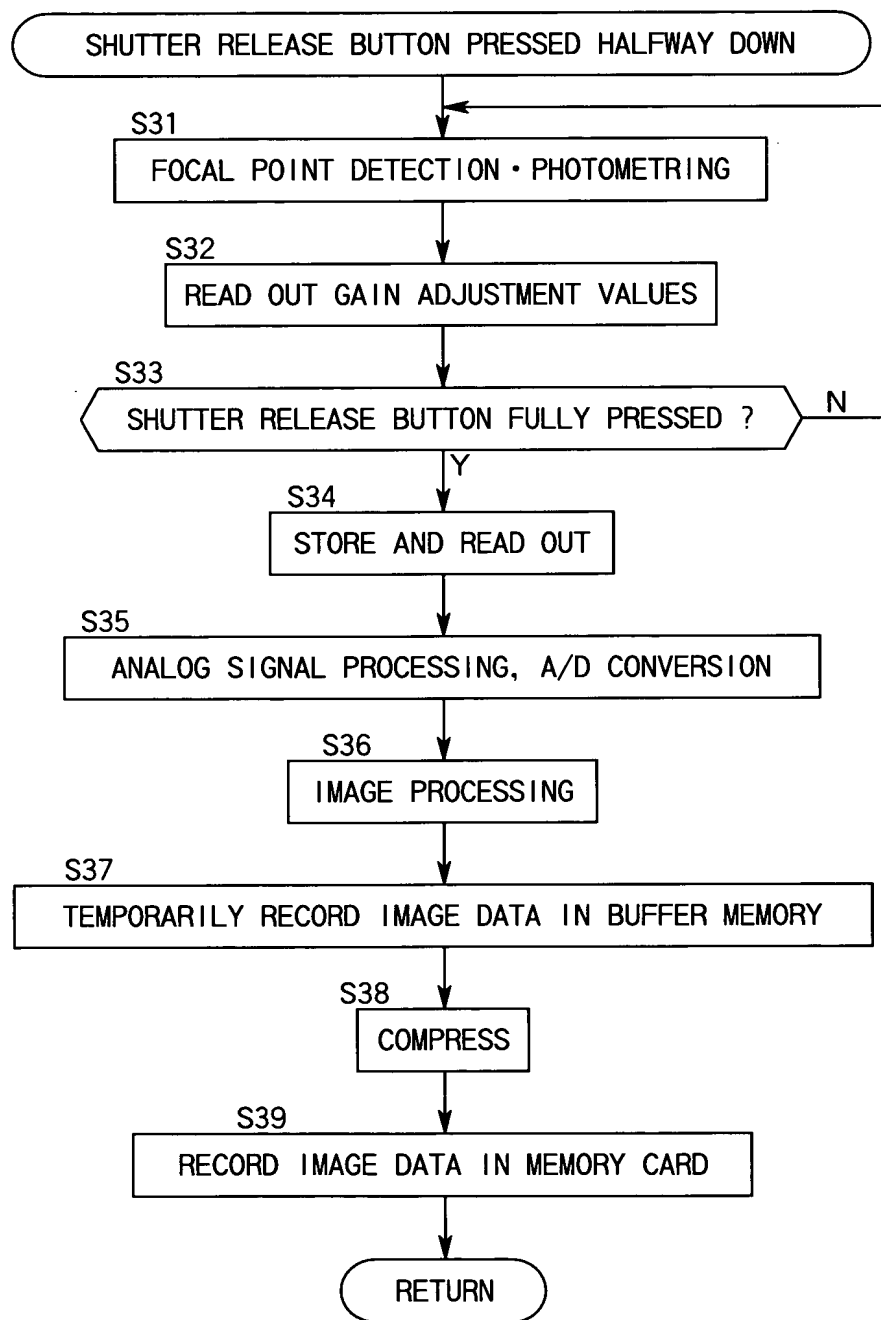 SHUTTER RELEASE BUTTON PRESSED HALFWAY DOWN
S31
FOCAL POINT DETECTION・PHOTOMETRING
S32
READ OUT GAIN ADJUSTMENT VALUES
S33
SHUTTER RELEASE BUTTON FULLY PRESSED ?
N
Y
S34
STORE AND READ OUT
S35
ANALOG SIGNAL PROCESSING, A/D CONVERSION
S36
IMAGE PROCESSING
S37
TEMPORARILY RECORD IMAGE DATA IN BUFFER MEMORY
S38
COMPRESS
S39
RECORD IMAGE DATA IN MEMORY CARD
RETURN